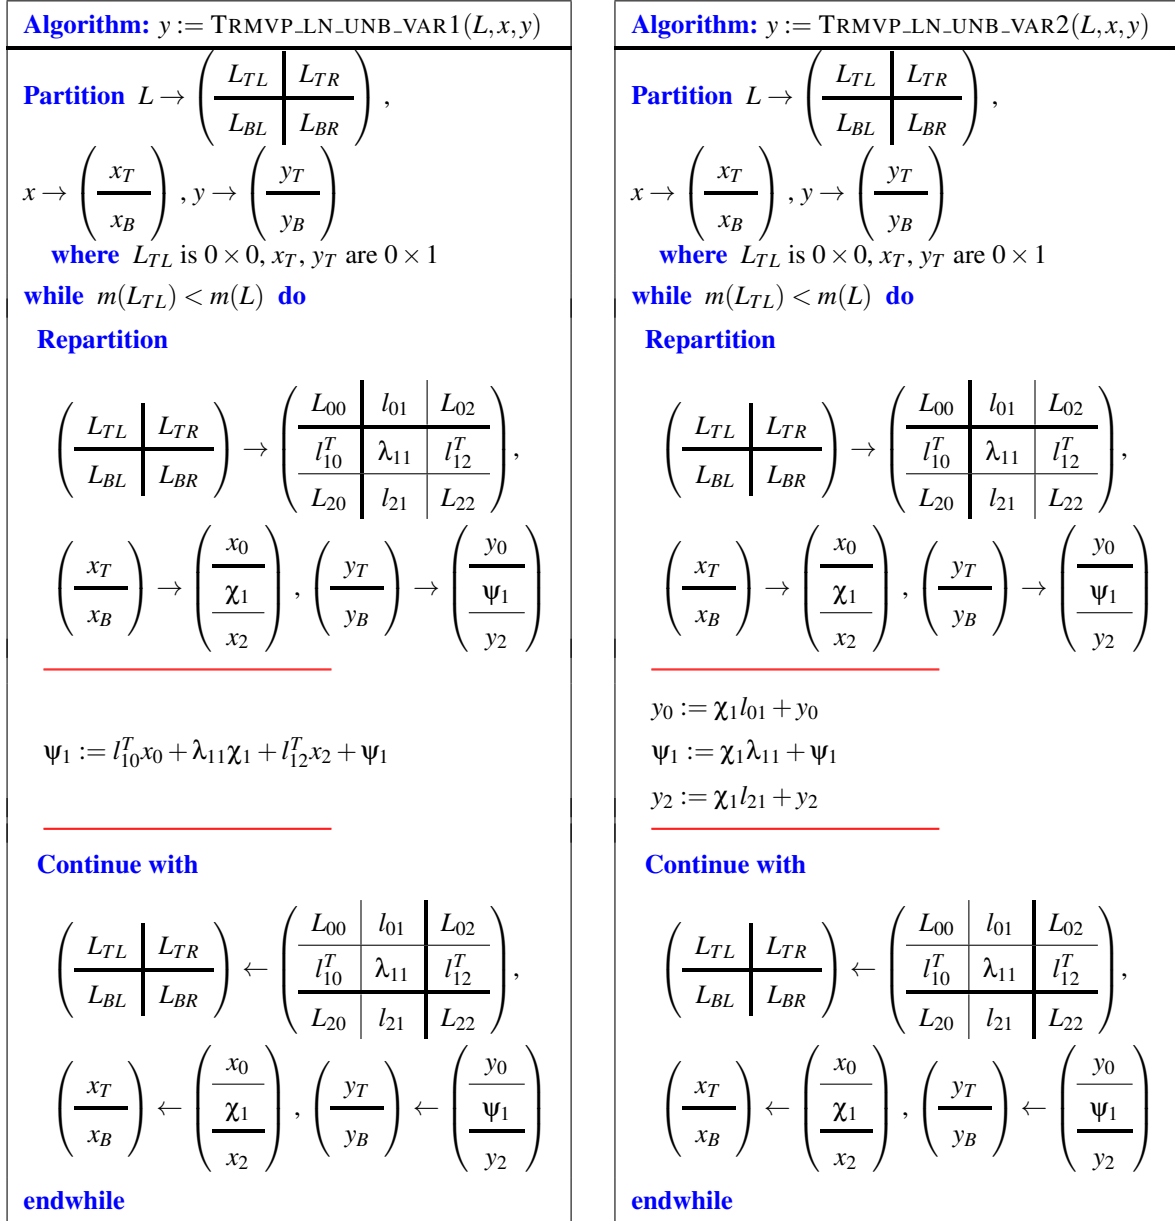 Algorithm: y := TRMVP_LN_UNB_VAR1(L, x, y)
Partition L → ( L_TL | L_TR / L_BL | L_BR ) ,
x → ( x_T / x_B ) , y → ( y_T / y_B )
where L_TL is 0 × 0, x_T, y_T are 0 × 1
while m(L_TL) < m(L) do
Repartition
( L_TL | L_TR / L_BL | L_BR ) → ( L_00 | l_01 | L_02 / l_10^T | λ_11 | l_12^T / L_20 | l_21 | L_22 ) ,
( x_T / x_B ) → ( x_0 / χ_1 / x_2 ) , ( y_T / y_B ) → ( y_0 / ψ_1 / y_2 )
ψ_1 := l_10^T x_0 + λ_11 χ_1 + l_12^T x_2 + ψ_1
Continue with
( L_TL | L_TR / L_BL | L_BR ) ← ( L_00 | l_01 | L_02 / l_10^T | λ_11 | l_12^T / L_20 | l_21 | L_22 ) ,
( x_T / x_B ) ← ( x_0 / χ_1 / x_2 ) , ( y_T / y_B ) ← ( y_0 / ψ_1 / y_2 )
endwhile
Algorithm: y := TRMVP_LN_UNB_VAR2(L, x, y)
Partition L → ( L_TL | L_TR / L_BL | L_BR ) ,
x → ( x_T / x_B ) , y → ( y_T / y_B )
where L_TL is 0 × 0, x_T, y_T are 0 × 1
while m(L_TL) < m(L) do
Repartition
( L_TL | L_TR / L_BL | L_BR ) → ( L_00 | l_01 | L_02 / l_10^T | λ_11 | l_12^T / L_20 | l_21 | L_22 ) ,
( x_T / x_B ) → ( x_0 / χ_1 / x_2 ) , ( y_T / y_B ) → ( y_0 / ψ_1 / y_2 )
y_0 := χ_1 l_01 + y_0
ψ_1 := χ_1 λ_11 + ψ_1
y_2 := χ_1 l_21 + y_2
Continue with
( L_TL | L_TR / L_BL | L_BR ) ← ( L_00 | l_01 | L_02 / l_10^T | λ_11 | l_12^T / L_20 | l_21 | L_22 ) ,
( x_T / x_B ) ← ( x_0 / χ_1 / x_2 ) , ( y_T / y_B ) ← ( y_0 / ψ_1 / y_2 )
endwhile